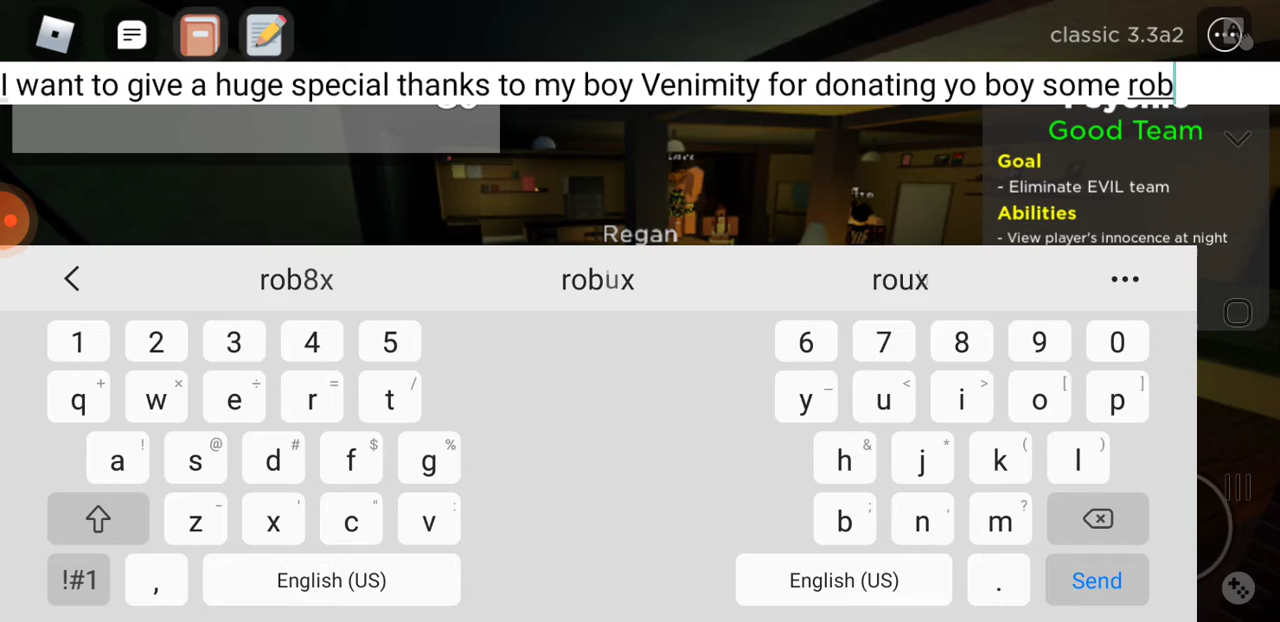 classic 3.3a2
I want to give a huge special thanks to my boy Venimity for donating yo boy some rob
Good Team
Goal
- Eliminate EVIL team
Abilities
- View player's innocence at night
Regan
rob8x robux roux
1 2 3 4 5 6 7 8 9 0
q + w × e ÷ r = t / y _ u < i > o [ p ]
a ! s @ d # f $ g % h & j * k ( l )
z - x ' c " v : b ; n , m ?
!#1 , English (US) English (US) . Send